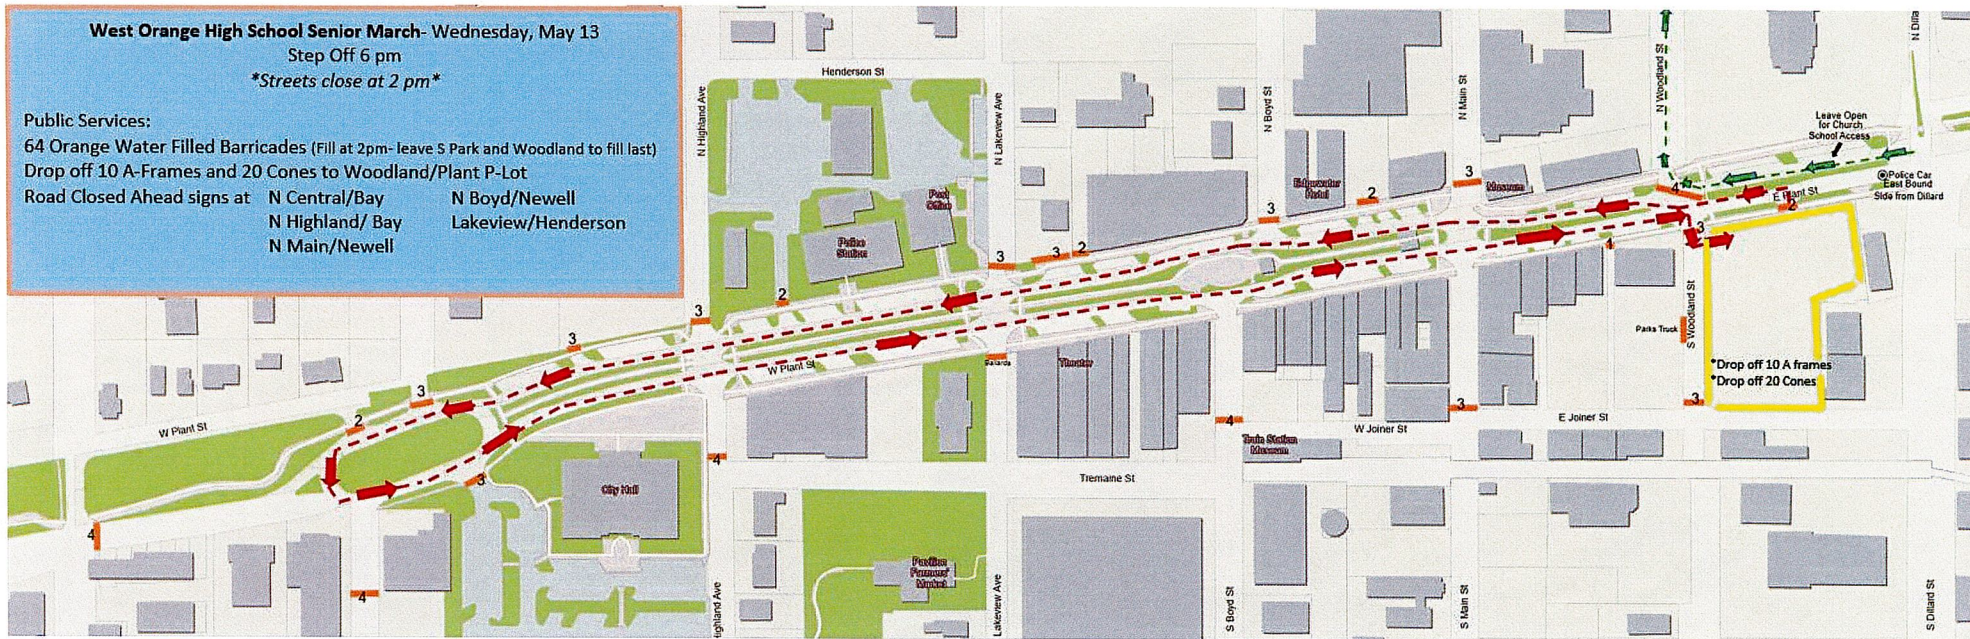 West Orange High School Senior March- Wednesday, May 13
Step Off 6 pm
*Streets close at 2 pm*
Public Services:
64 Orange Water Filled Barricades (Fill at 2pm- leave S Park and Woodland to fill last)
Drop off 10 A-Frames and 20 Cones to Woodland/Plant P-Lot
Road Closed Ahead signs at N Central/Bay N Boyd/Newell
N Highland/ Bay Lakeview/Henderson
N Main/Newell
Henderson St
N Highland Ave
N Lakeview Ave
N Boyd St
N Main St
N Woodland St
N Dilla
Leave Open
for Church
School Access
Police Car
East Bound
Side from Dillard
E Plant St
Post
Office
Police
Station
Edgewater
Hotel
Museum
3
2
4
2
3
3
2
3
3
2
3
4
2
3
3
3
2
W Plant St
W Plant St
Ballards
Theater
Parks Truck
S Woodland St
*Drop off 10 A frames
*Drop off 20 Cones
3
3
4
W Joiner St
E Joiner St
Train Station
Museum
City Hall
4
3
4
4
Tremaine St
Pavilion
Farmers'
Market
Highland Ave
Lakeview Ave
S Boyd St
S Main St
S Dillard St